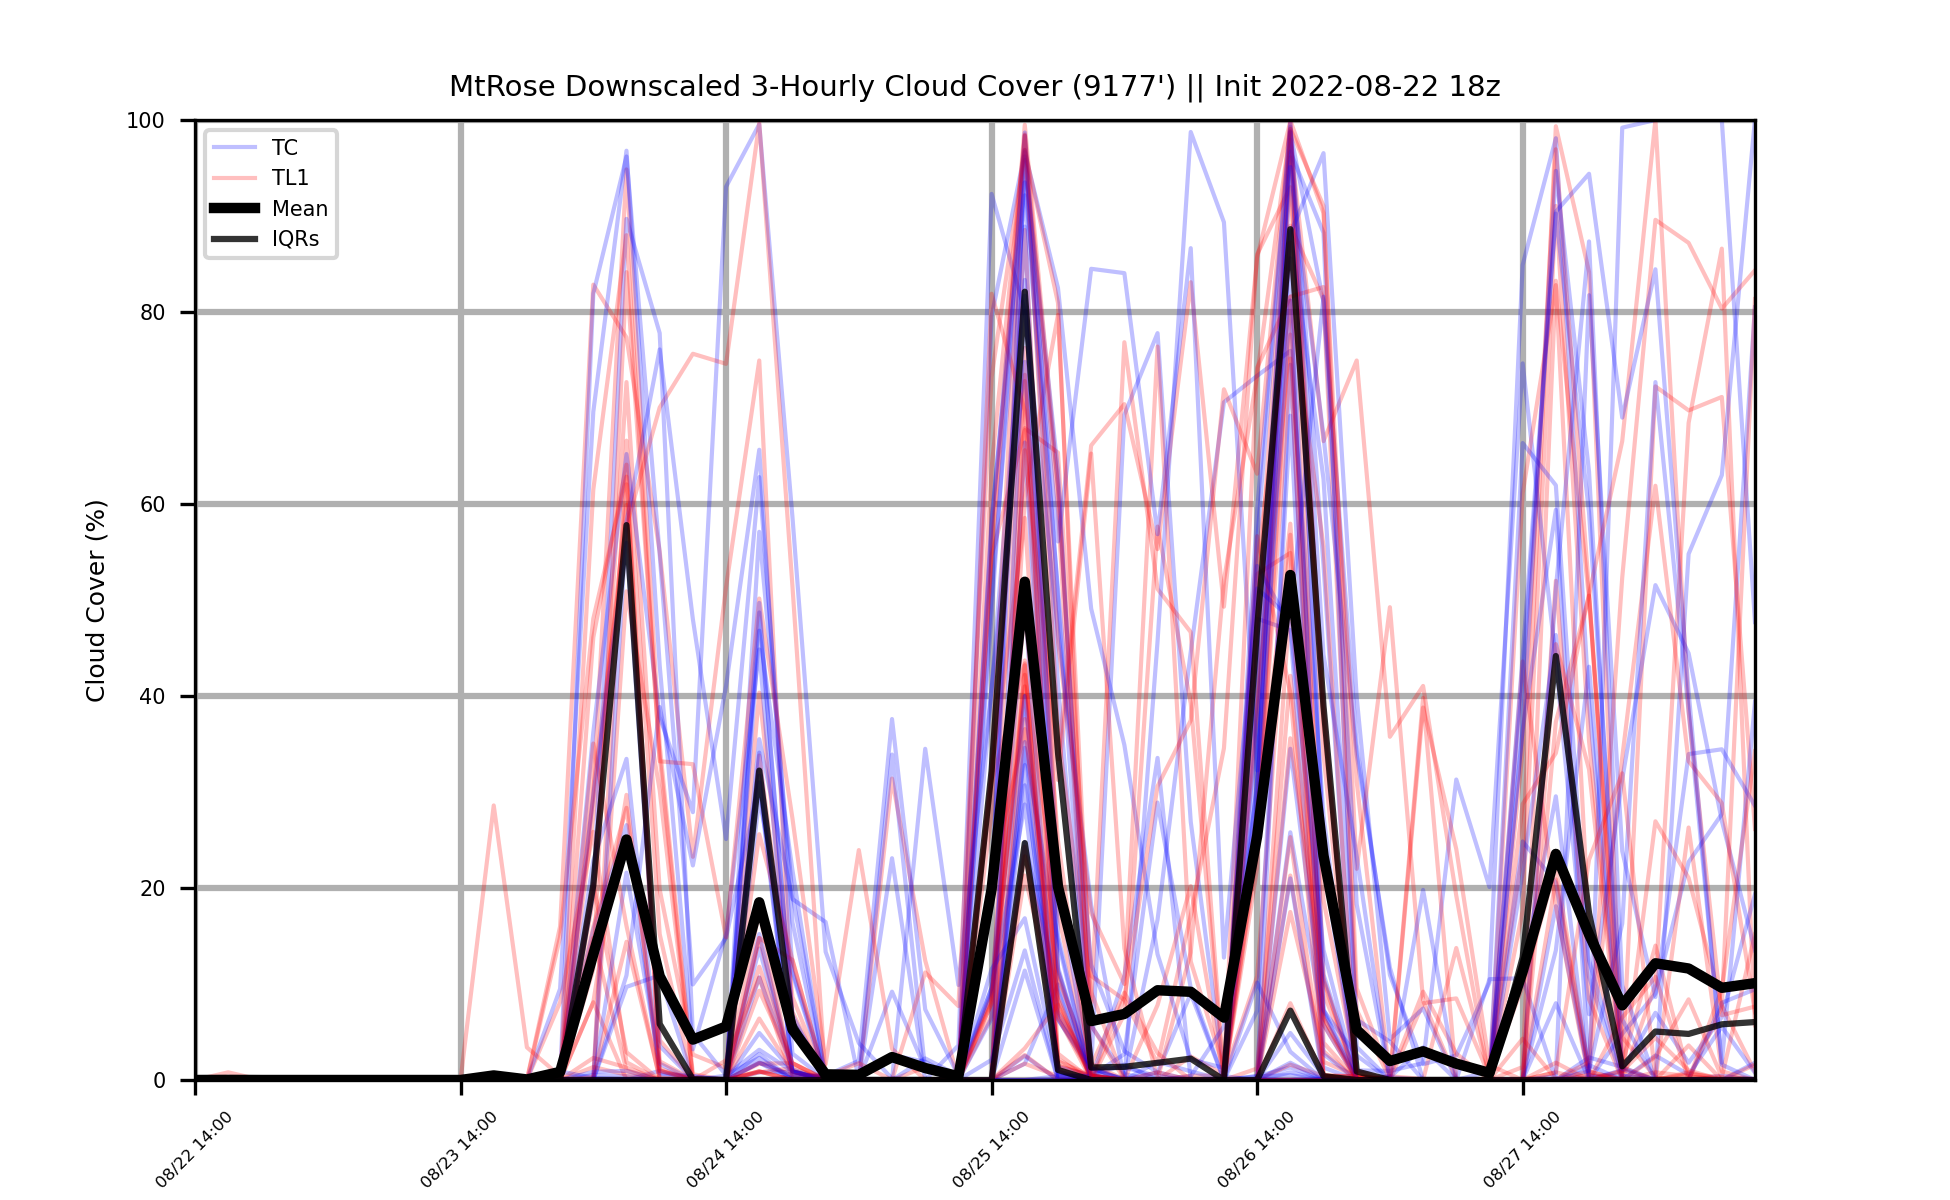 MtRose Downscaled 3-Hourly Cloud Cover (9177') || Init 2022-08-22 18z
TC
TL1
Mean
IQRs
Cloud Cover (%)
100
80
60
40
20
0
08/22 14:00
08/23 14:00
08/24 14:00
08/25 14:00
08/26 14:00
08/27 14:00